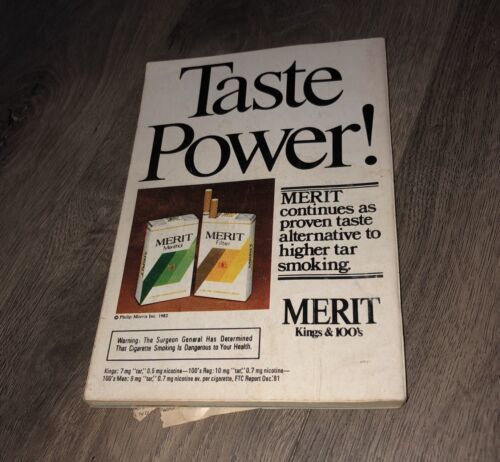 Taste
Power!
MERIT
continues as
proven taste
alternative to
higher tar
smoking.
MERIT
Menthol
MERIT
Filter
MERIT
Kings & 100's
© Philip Morris Inc. 1982
Warning: The Surgeon General Has Determined
That Cigarette Smoking Is Dangerous to Your Health.
Kings: 7 mg "tar," 0.5 mg nicotine—100's Reg: 10 mg "tar," 0.7 mg nicotine—
100's Men: 9 mg "tar," 0.7 mg nicotine av. per cigarette, FTC Report Dec.'81